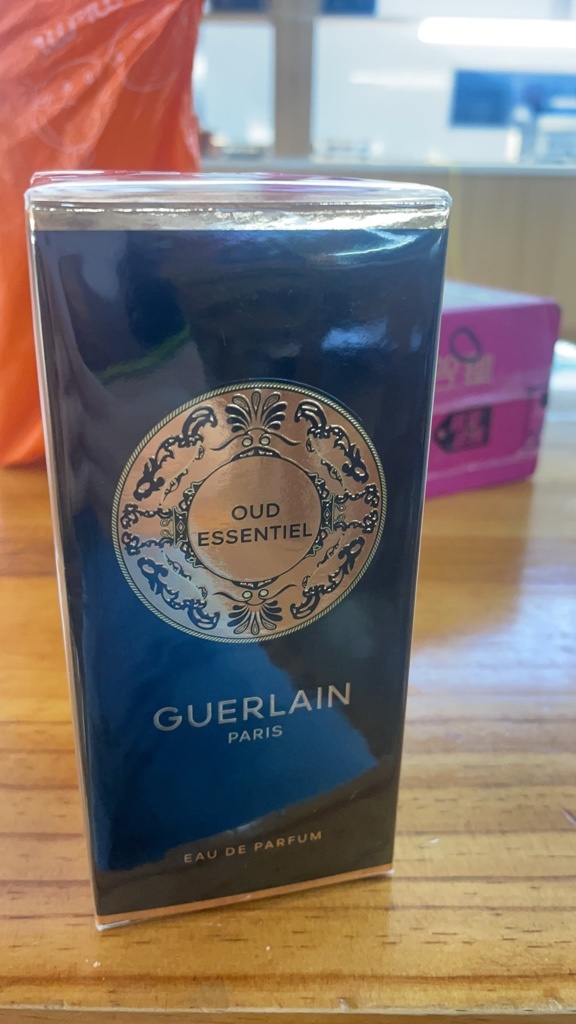 OUD
ESSENTIEL
GUERLAIN
PARIS
EAU DE PARFUM